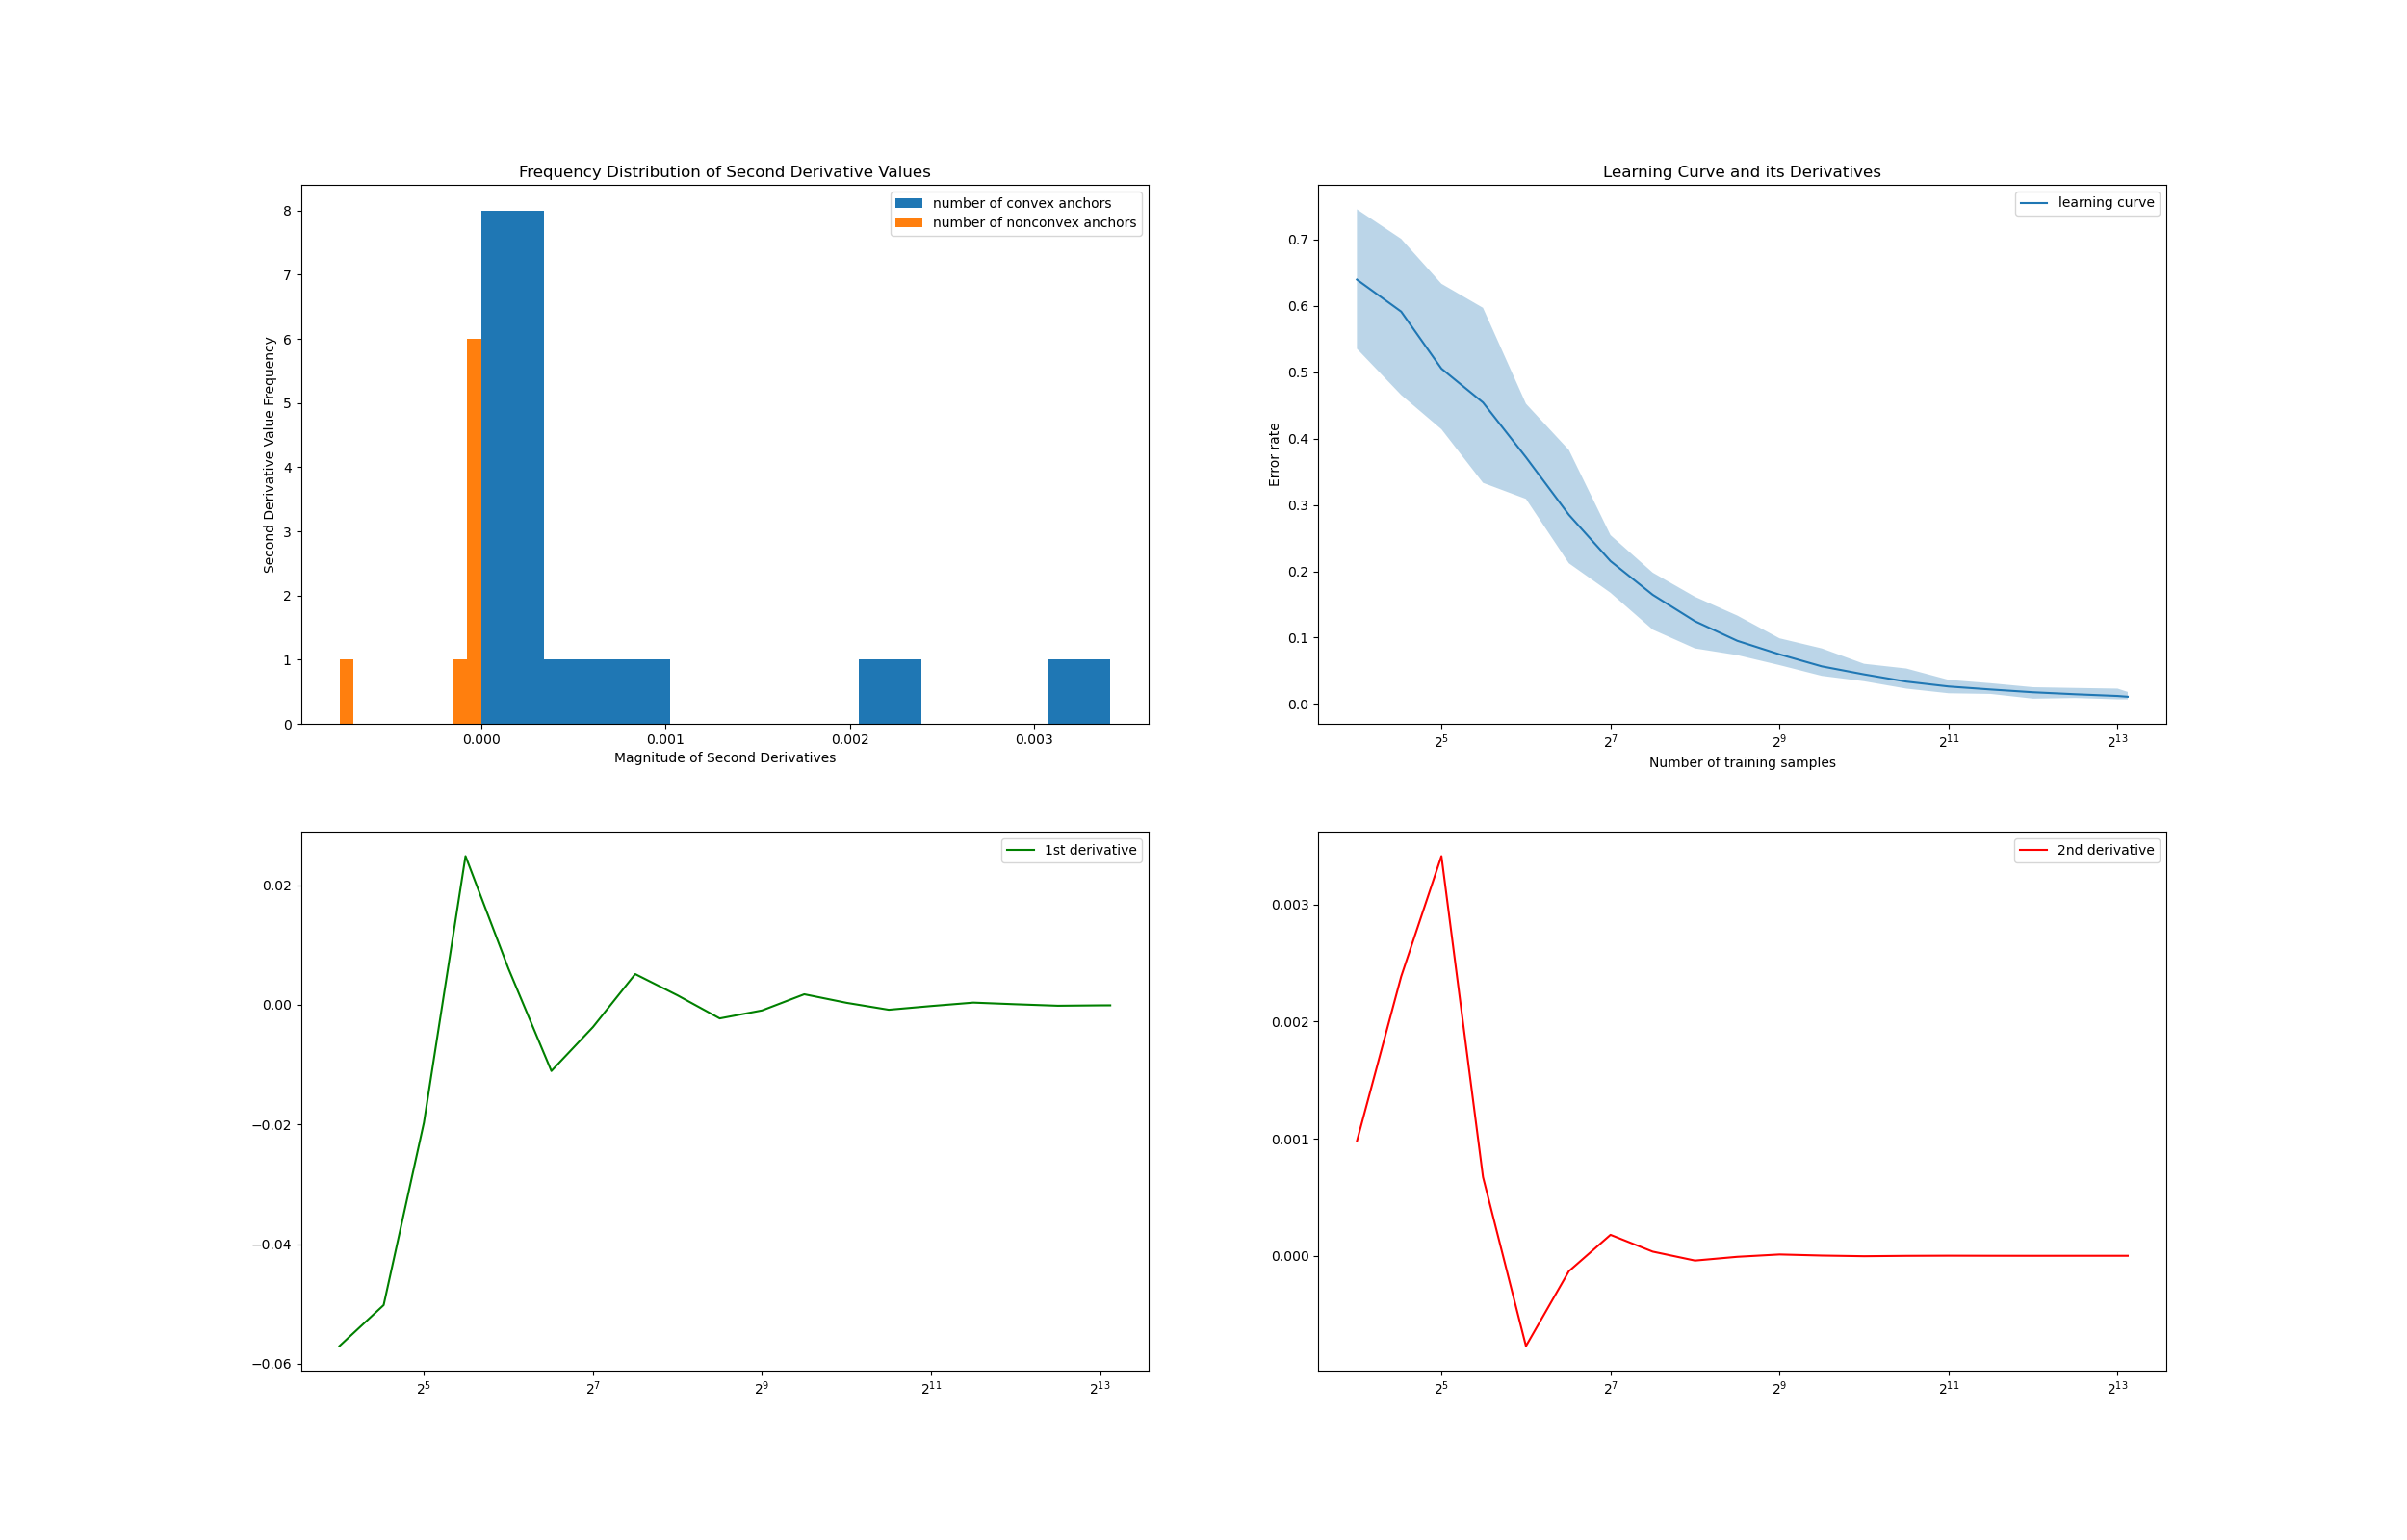 Frequency Distribution of Second Derivative Values
number of convex anchors
number of nonconvex anchors
Second Derivative Value Frequency
8
7
6
5
4
3
2
1
0
0.000 0.001 0.002 0.003
Magnitude of Second Derivatives
Learning Curve and its Derivatives
learning curve
Error rate
0.7
0.6
0.5
0.4
0.3
0.2
0.1
0.0
2^5 2^7 2^9 2^11 2^13
Number of training samples
1st derivative
0.02
0.00
−0.02
−0.04
−0.06
2^5 2^7 2^9 2^11 2^13
2nd derivative
0.003
0.002
0.001
0.000
2^5 2^7 2^9 2^11 2^13